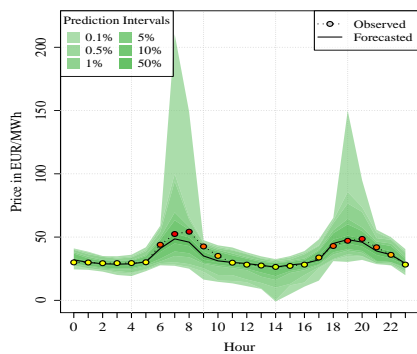 Prediction Intervals
0.1% 5%
0.5% 10%
1% 50%
Observed
Forecasted
Price in EUR/MWh
200
150
100
50
0
0 2 4 6 8 10 12 14 16 18 20 22
Hour